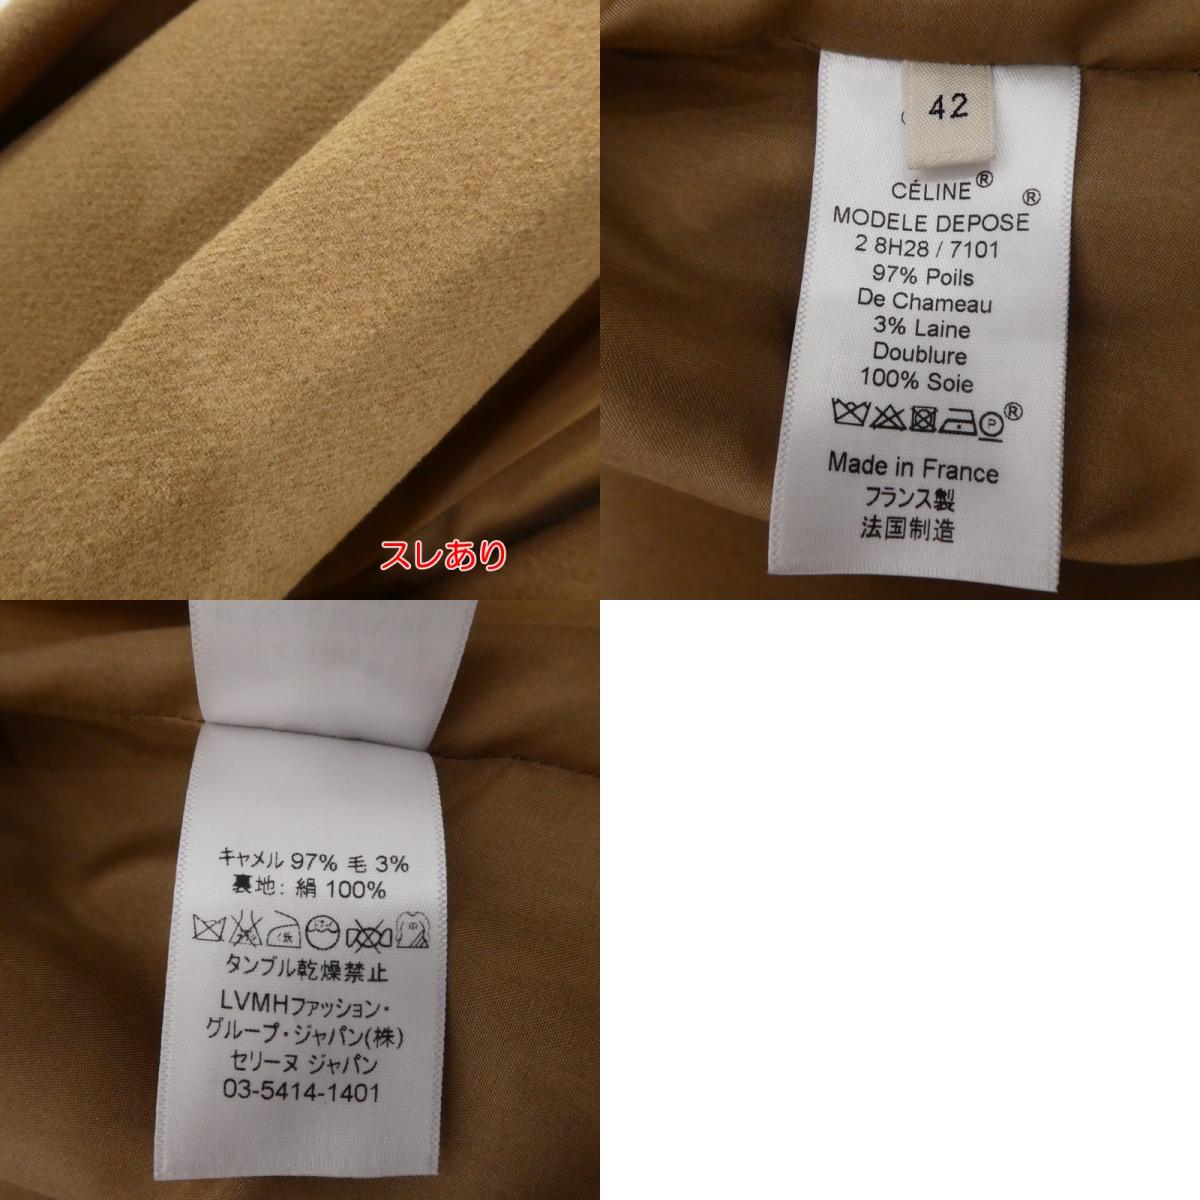 スレあり
42
CÉLINE®
®
MODELE DEPOSE
2 8H28 / 7101
97% Poils
De Chameau
3% Laine
Doublure
100% Soie
P
®
Made in France
フランス製
法国制造
キャメル 97% 毛 3%
裏地: 絹 100%
タンブル乾燥禁止
LVMHファッション・
グループ・ジャパン(株)
セリーヌ ジャパン
03-5414-1401